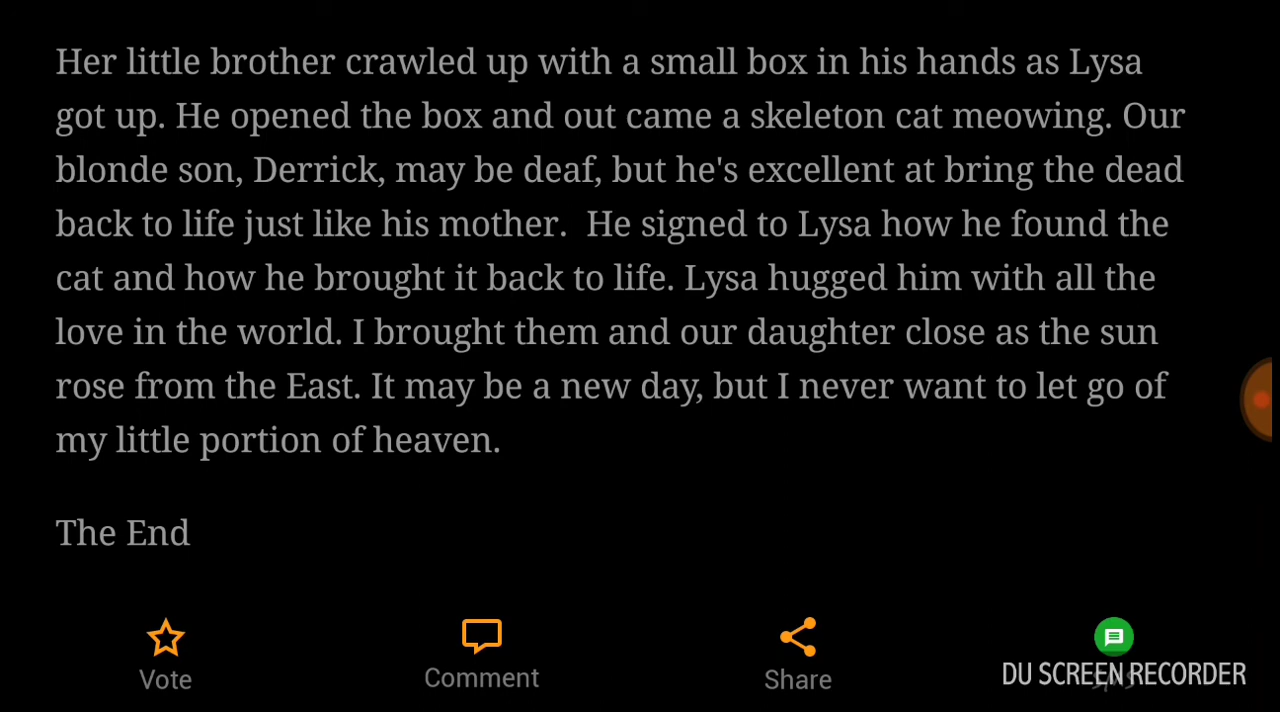 Her little brother crawled up with a small box in his hands as Lysa
got up. He opened the box and out came a skeleton cat meowing. Our
blonde son, Derrick, may be deaf, but he's excellent at bring the dead
back to life just like his mother.  He signed to Lysa how he found the
cat and how he brought it back to life. Lysa hugged him with all the
love in the world. I brought them and our daughter close as the sun
rose from the East. It may be a new day, but I never want to let go of
my little portion of heaven.
The End
Vote
Comment
Share
DU SCREEN RECORDER